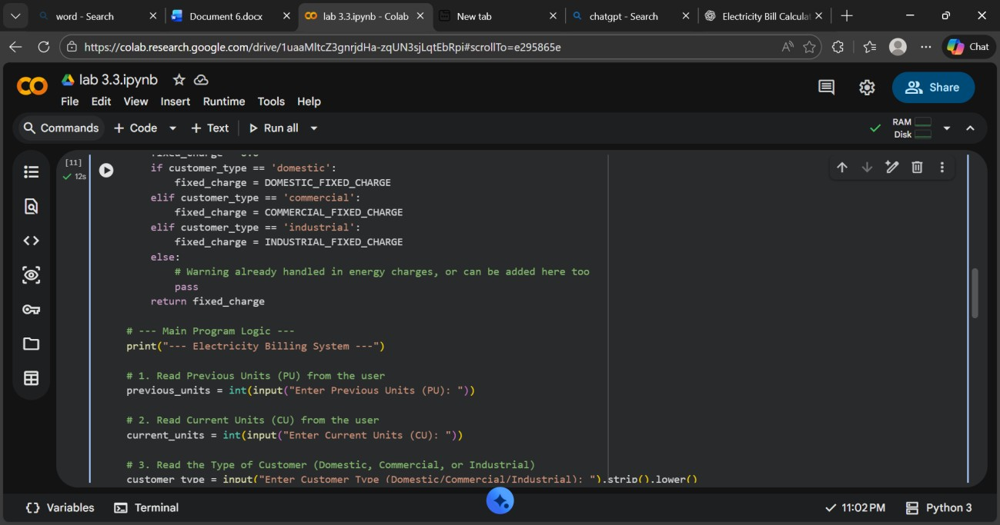 word - Search
Document 6.docx
lab 3.3.ipynb - Colab
New tab
chatgpt - Search
Electricity Bill Calcula
https://colab.research.google.com/drive/1uaaMltcZ3gnrjdHa-zqUN3sjLqtEbRpi#scrollTo=e295865e
Chat
lab 3.3.ipynb
Share
File Edit View Insert Runtime Tools Help
Commands + Code + Text Run all
RAM
Disk
[11]
12s
if customer_type == 'domestic':
fixed_charge = DOMESTIC_FIXED_CHARGE
elif customer_type == 'commercial':
fixed_charge = COMMERCIAL_FIXED_CHARGE
elif customer_type == 'industrial':
fixed_charge = INDUSTRIAL_FIXED_CHARGE
else:
# Warning already handled in energy charges, or can be added here too
pass
return fixed_charge
# --- Main Program Logic ---
print("--- Electricity Billing System ---")
# 1. Read Previous Units (PU) from the user
previous_units = int(input("Enter Previous Units (PU): "))
# 2. Read Current Units (CU) from the user
current_units = int(input("Enter Current Units (CU): "))
# 3. Read the Type of Customer (Domestic, Commercial, or Industrial)
customer_type = input("Enter Customer Type (Domestic/Commercial/Industrial): ").strip().lower()
Variables Terminal
11:02 PM Python 3